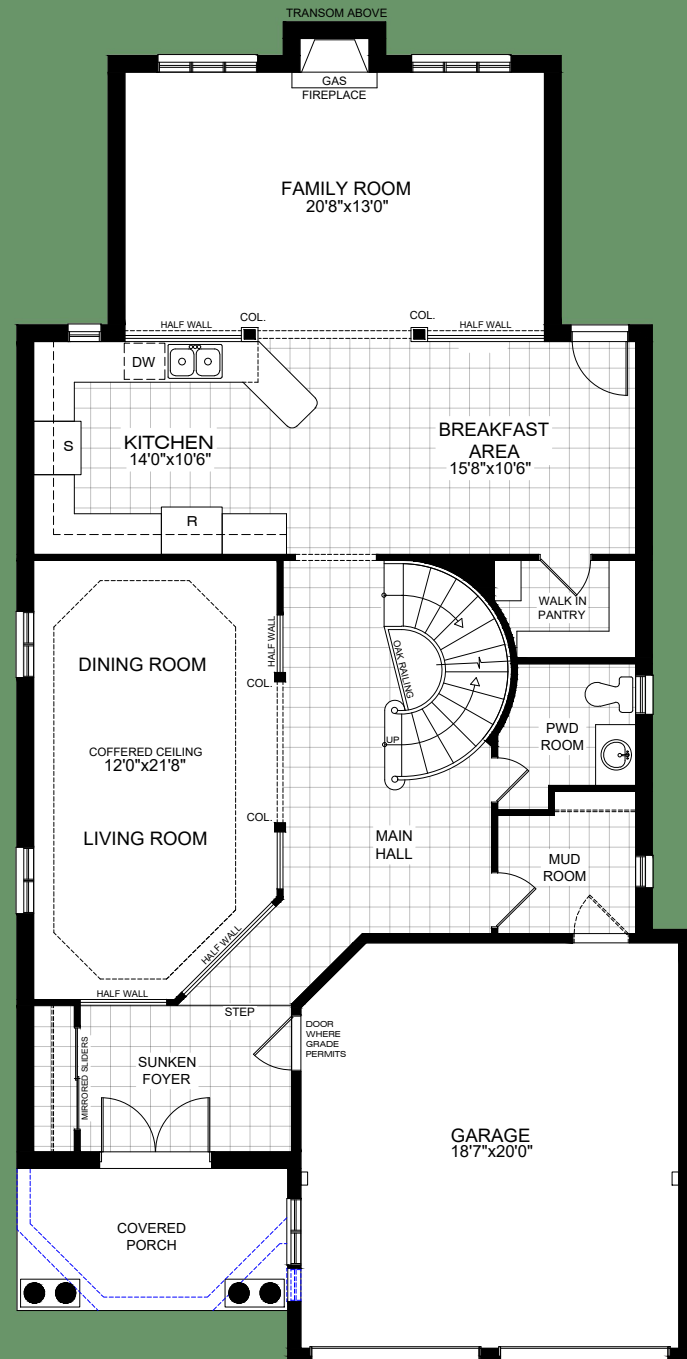 TRANSOM ABOVE
GAS
FIREPLACE
FAMILY ROOM
20'8"x13'0"
HALF WALL
COL.
COL.
HALF WALL
DW
S
KITCHEN
14'0"x10'6"
BREAKFAST
AREA
15'8"x10'6"
R
WALK IN
PANTRY
HALF WALL
OAK RAILING
DINING ROOM
COL.
UP
PWD
ROOM
COFFERED CEILING
12'0"x21'8"
COL.
LIVING ROOM
MAIN
HALL
MUD
ROOM
HALF WALL
HALF WALL
STEP
DOOR
WHERE
GRADE
PERMITS
MIRRORED SLIDERS
SUNKEN
FOYER
GARAGE
18'7"x20'0"
COVERED
PORCH